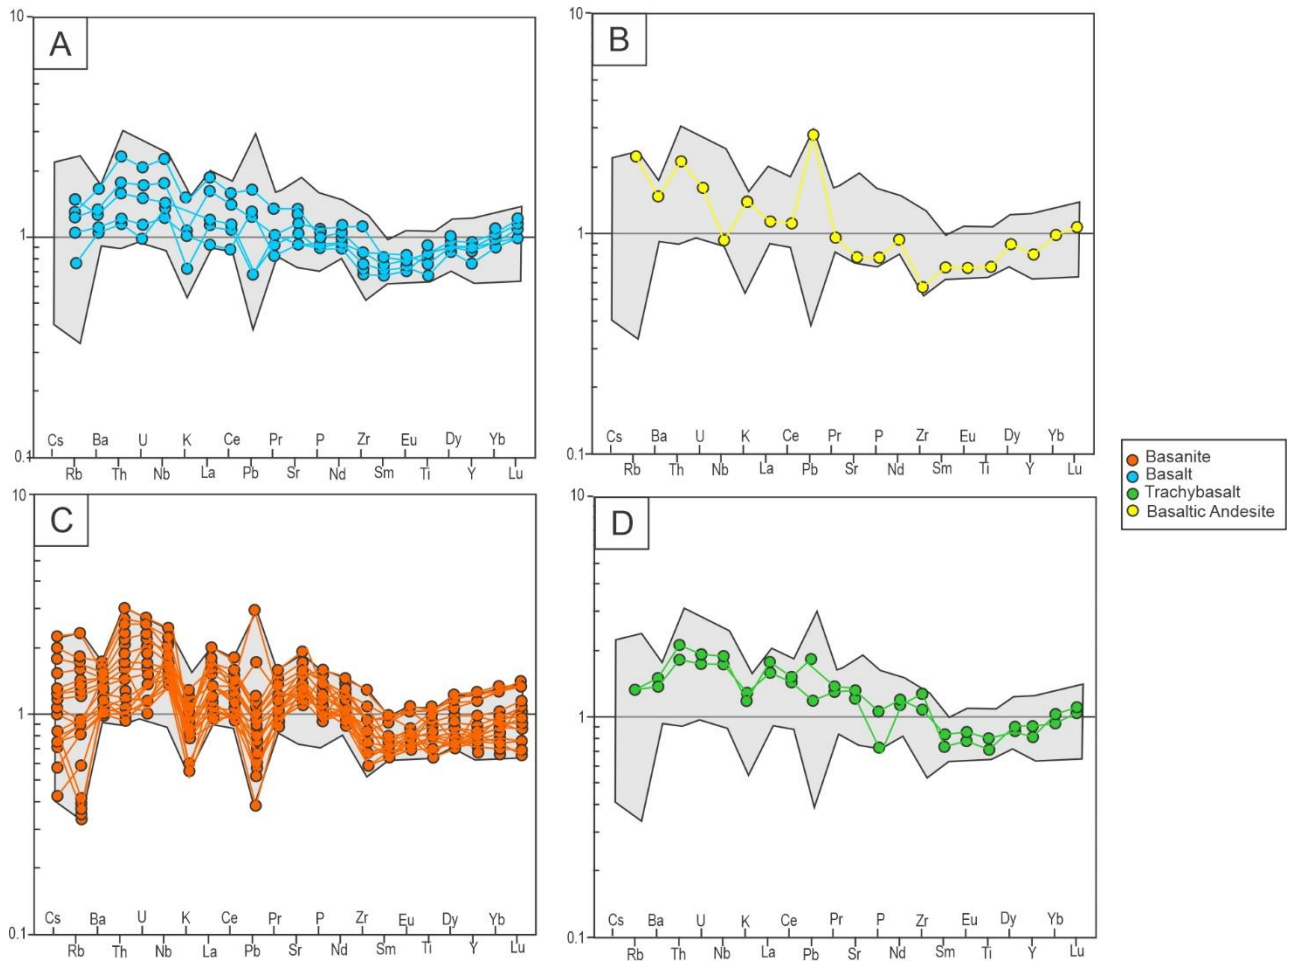 A
10
1
0.1
Cs Ba U K Ce Pr P Zr Eu Dy Yb
Rb Th Nb La Pb Sr Nd Sm Ti Y Lu
B
10
1
0.1
Cs Ba U K Ce Pr P Zr Eu Dy Yb
Rb Th Nb La Pb Sr Nd Sm Ti Y Lu
C
10
1
0.1
Cs Ba U K Ce Pr P Zr Eu Dy Yb
Rb Th Nb La Pb Sr Nd Sm Ti Y Lu
D
10
1
0.1
Cs Ba U K Ce Pr P Zr Eu Dy Yb
Rb Th Nb La Pb Sr Nd Sm Ti Y Lu
Basanite
Basalt
Trachybasalt
Basaltic Andesite